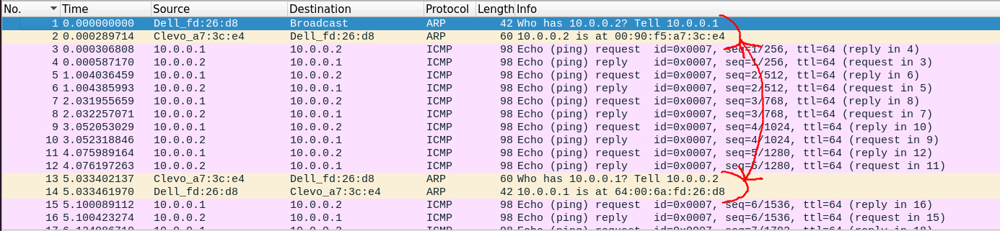 No. Time Source Destination Protocol Length Info
1 0.000000000 Dell_fd:26:d8 Broadcast ARP 42 Who has 10.0.0.2? Tell 10.0.0.1
2 0.000289714 Clevo_a7:3c:e4 Dell_fd:26:d8 ARP 60 10.0.0.2 is at 00:90:f5:a7:3c:e4
3 0.000306808 10.0.0.1 10.0.0.2 ICMP 98 Echo (ping) request id=0x0007, seq=1/256, ttl=64 (reply in 4)
4 0.000587170 10.0.0.2 10.0.0.1 ICMP 98 Echo (ping) reply id=0x0007, seq=1/256, ttl=64 (request in 3)
5 1.004036459 10.0.0.1 10.0.0.2 ICMP 98 Echo (ping) request id=0x0007, seq=2/512, ttl=64 (reply in 6)
6 1.004385993 10.0.0.2 10.0.0.1 ICMP 98 Echo (ping) reply id=0x0007, seq=2/512, ttl=64 (request in 5)
7 2.031955659 10.0.0.1 10.0.0.2 ICMP 98 Echo (ping) request id=0x0007, seq=3/768, ttl=64 (reply in 8)
8 2.032257071 10.0.0.2 10.0.0.1 ICMP 98 Echo (ping) reply id=0x0007, seq=3/768, ttl=64 (request in 7)
9 3.052053029 10.0.0.1 10.0.0.2 ICMP 98 Echo (ping) request id=0x0007, seq=4/1024, ttl=64 (reply in 10)
10 3.052318846 10.0.0.2 10.0.0.1 ICMP 98 Echo (ping) reply id=0x0007, seq=4/1024, ttl=64 (request in 9)
11 4.075989164 10.0.0.1 10.0.0.2 ICMP 98 Echo (ping) request id=0x0007, seq=5/1280, ttl=64 (reply in 12)
12 4.076197263 10.0.0.2 10.0.0.1 ICMP 98 Echo (ping) reply id=0x0007, seq=5/1280, ttl=64 (request in 11)
13 5.033402137 Clevo_a7:3c:e4 Dell_fd:26:d8 ARP 60 Who has 10.0.0.1? Tell 10.0.0.2
14 5.033461970 Dell_fd:26:d8 Clevo_a7:3c:e4 ARP 42 10.0.0.1 is at 64:00:6a:fd:26:d8
15 5.100089112 10.0.0.1 10.0.0.2 ICMP 98 Echo (ping) request id=0x0007, seq=6/1536, ttl=64 (reply in 16)
16 5.100423274 10.0.0.2 10.0.0.1 ICMP 98 Echo (ping) reply id=0x0007, seq=6/1536, ttl=64 (request in 15)